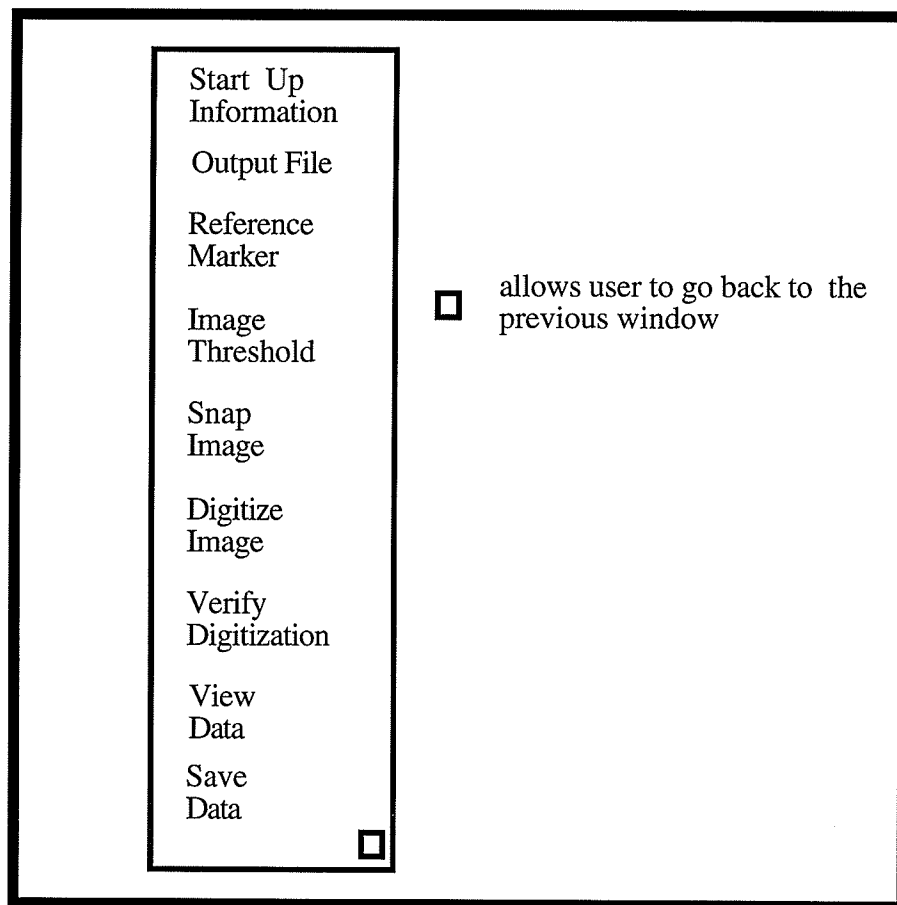 Start Up
Information
Output File
Reference
Marker
Image
Threshold
Snap
Image
Digitize
Image
Verify
Digitization
View
Data
Save
Data
allows user to go back to the
previous window